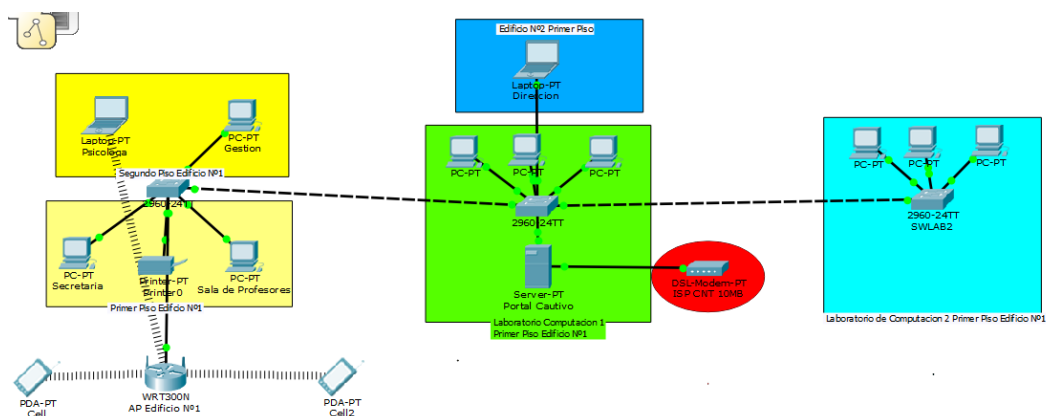 Edificio Nº2 Primer Piso
Laptop-PT
Direcion
Laptop-PT
Psicologa
PC-PT
Gestion
Segundo Piso Edificio Nº1
2960-24TT
PC-PT
Secretaria
Printer-PT
Printer0
PC-PT
Sala de Profesores
Primer Piso Edificio Nº1
WRT300N
AP Edificio Nº1
PDA-PT
Cell
PDA-PT
Cell2
PC-PT
PC-PT
PC-PT
2960-24TT
Server-PT
Portal Cautivo
Laboratorio Computacion 1
Primer Piso Edificio Nº1
DSL-Modem-PT
ISP CNT 10MB
PC-PT
PC-PT
PC-PT
2960-24TT
SWLAB2
Laboratorio de Computacion 2 Primer Piso Edificio Nº1